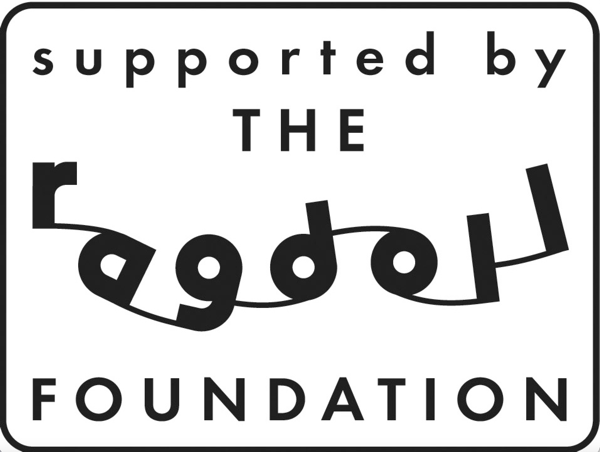 supported by
THE
ragdoll
FOUNDATION